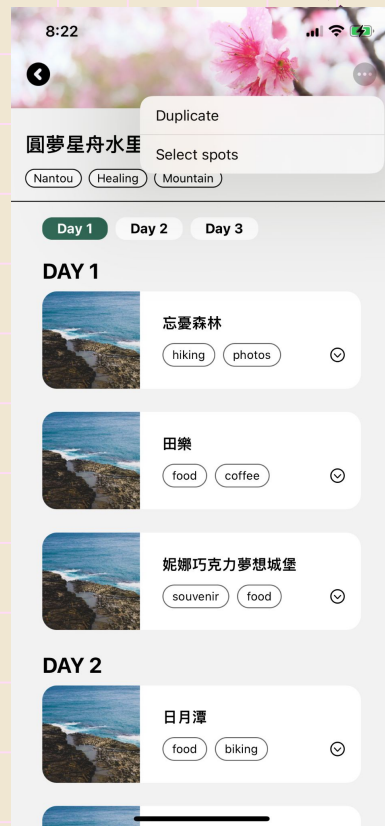 8:22
Duplicate
Select spots
圓夢星舟水里
Nantou Healing Mountain
Day 1 Day 2 Day 3
DAY 1
忘憂森林
hiking photos
田樂
food coffee
妮娜巧克力夢想城堡
souvenir food
DAY 2
日月潭
food biking